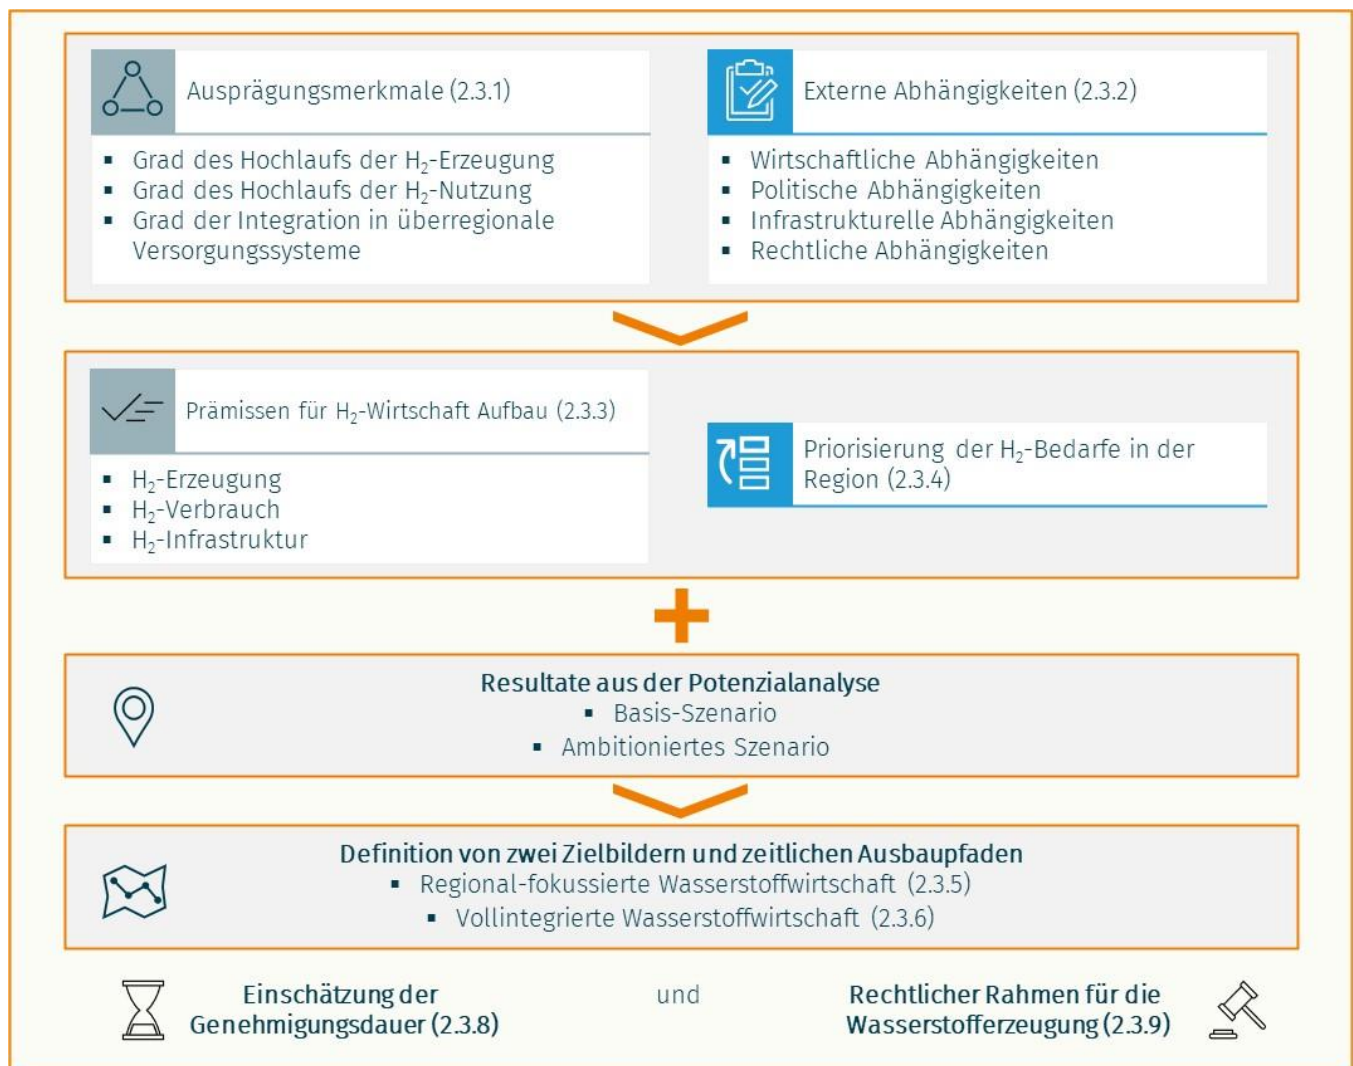 Ausprägungsmerkmale (2.3.1)
▪ Grad des Hochlaufs der H₂-Erzeugung
▪ Grad des Hochlaufs der H₂-Nutzung
▪ Grad der Integration in überregionale
Versorgungssysteme
Externe Abhängigkeiten (2.3.2)
▪ Wirtschaftliche Abhängigkeiten
▪ Politische Abhängigkeiten
▪ Infrastrukturelle Abhängigkeiten
▪ Rechtliche Abhängigkeiten
Prämissen für H₂-Wirtschaft Aufbau (2.3.3)
▪ H₂-Erzeugung
▪ H₂-Verbrauch
▪ H₂-Infrastruktur
Priorisierung der H₂-Bedarfe in der
Region (2.3.4)
Resultate aus der Potenzialanalyse
▪ Basis-Szenario
▪ Ambitioniertes Szenario
Definition von zwei Zielbildern und zeitlichen Ausbaupfaden
▪ Regional-fokussierte Wasserstoffwirtschaft (2.3.5)
▪ Vollintegrierte Wasserstoffwirtschaft (2.3.6)
Einschätzung der
Genehmigungsdauer (2.3.8)
und
Rechtlicher Rahmen für die
Wasserstofferzeugung (2.3.9)